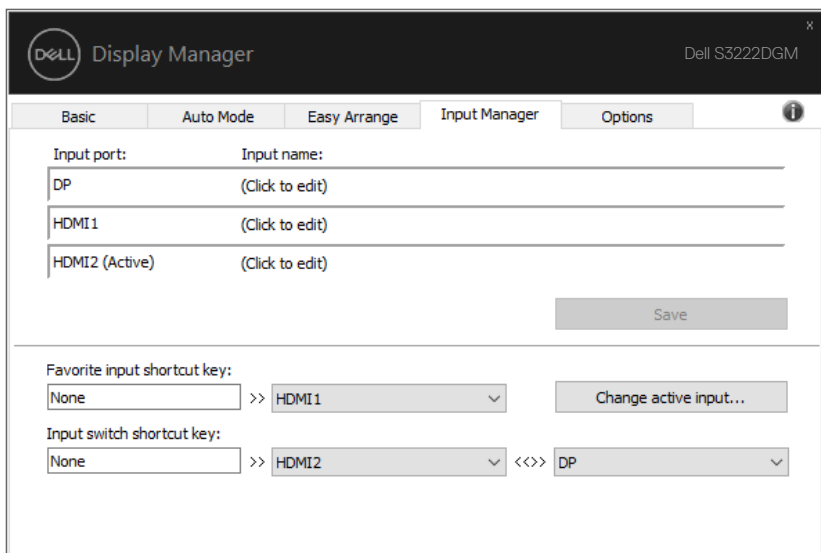 x
DELL Display Manager Dell S3222DGM
Basic Auto Mode Easy Arrange Input Manager Options i
Input port: Input name:
DP (Click to edit)
HDMI1 (Click to edit)
HDMI2 (Active) (Click to edit)
Save
Favorite input shortcut key:
None >> HDMI1 Change active input...
Input switch shortcut key:
None >> HDMI2 <<>> DP